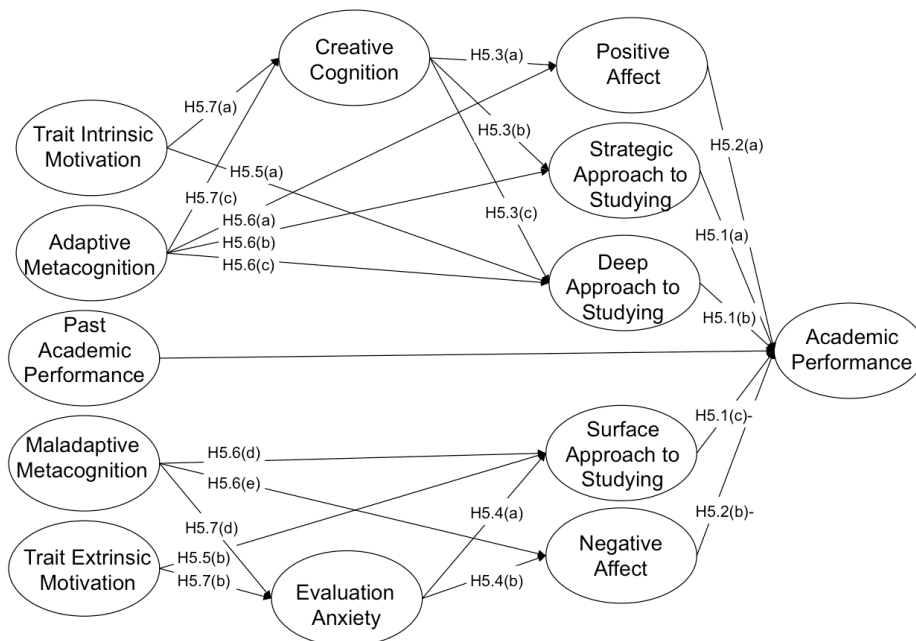 Creative
Cognition
H5.3(a)
Positive
Affect
H5.7(a)
H5.3(b)
H5.2(a)
Trait Intrinsic
Motivation
H5.5(a)
Strategic
Approach to
Studying
H5.7(c)
H5.6(a)
H5.3(c)
H5.1(a)
Adaptive
Metacognition
H5.6(b)
H5.6(c)
Deep
Approach to
Studying
H5.1(b)
Past
Academic
Performance
Academic
Performance
Maladaptive
Metacognition
H5.6(d)
H5.6(e)
Surface
Approach to
Studying
H5.1(c)-
H5.7(d)
H5.4(a)
H5.2(b)-
Trait Extrinsic
Motivation
H5.5(b)
H5.7(b)
Evaluation
Anxiety
H5.4(b)
Negative
Affect